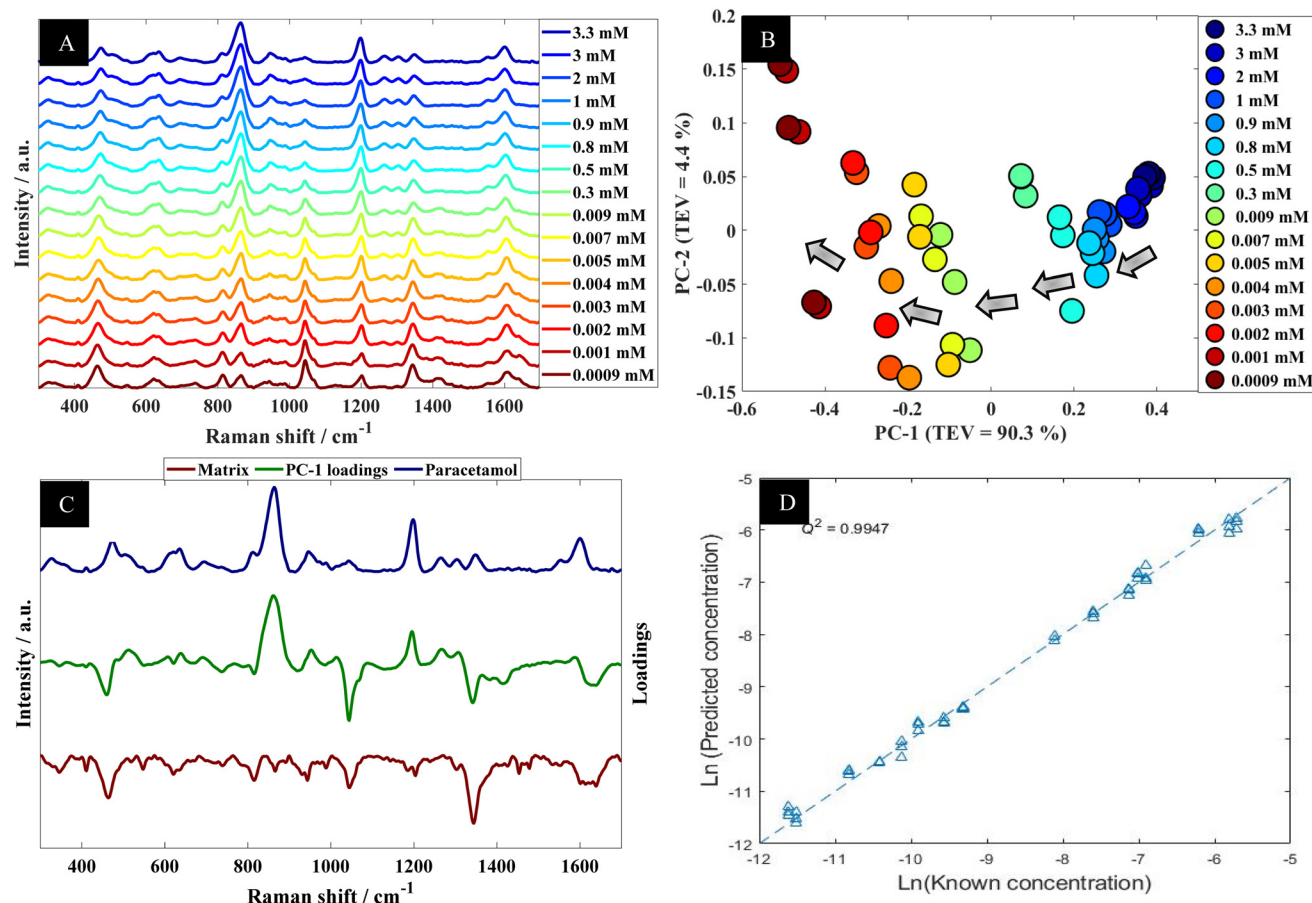 A
3.3 mM
3 mM
2 mM
1 mM
0.9 mM
0.8 mM
0.5 mM
0.3 mM
0.009 mM
0.007 mM
0.005 mM
0.004 mM
0.003 mM
0.002 mM
0.001 mM
0.0009 mM
Intensity / a.u.
400 600 800 1000 1200 1400 1600
Raman shift / cm-1
B
3.3 mM
3 mM
2 mM
1 mM
0.9 mM
0.8 mM
0.5 mM
0.3 mM
0.009 mM
0.007 mM
0.005 mM
0.004 mM
0.003 mM
0.002 mM
0.001 mM
0.0009 mM
PC-2 (TEV = 4.4 %)
0.2
0.15
0.1
0.05
0
-0.05
-0.1
-0.15
-0.6 -0.4 -0.2 0 0.2 0.4
PC-1 (TEV = 90.3 %)
Matrix PC-1 loadings Paracetamol
C
Intensity / a.u.
Loadings
400 600 800 1000 1200 1400 1600
Raman shift / cm-1
D
Q2 = 0.9947
Ln (Predicted concentration)
-5
-6
-7
-8
-9
-10
-11
-12
-12 -11 -10 -9 -8 -7 -6 -5
Ln(Known concentration)